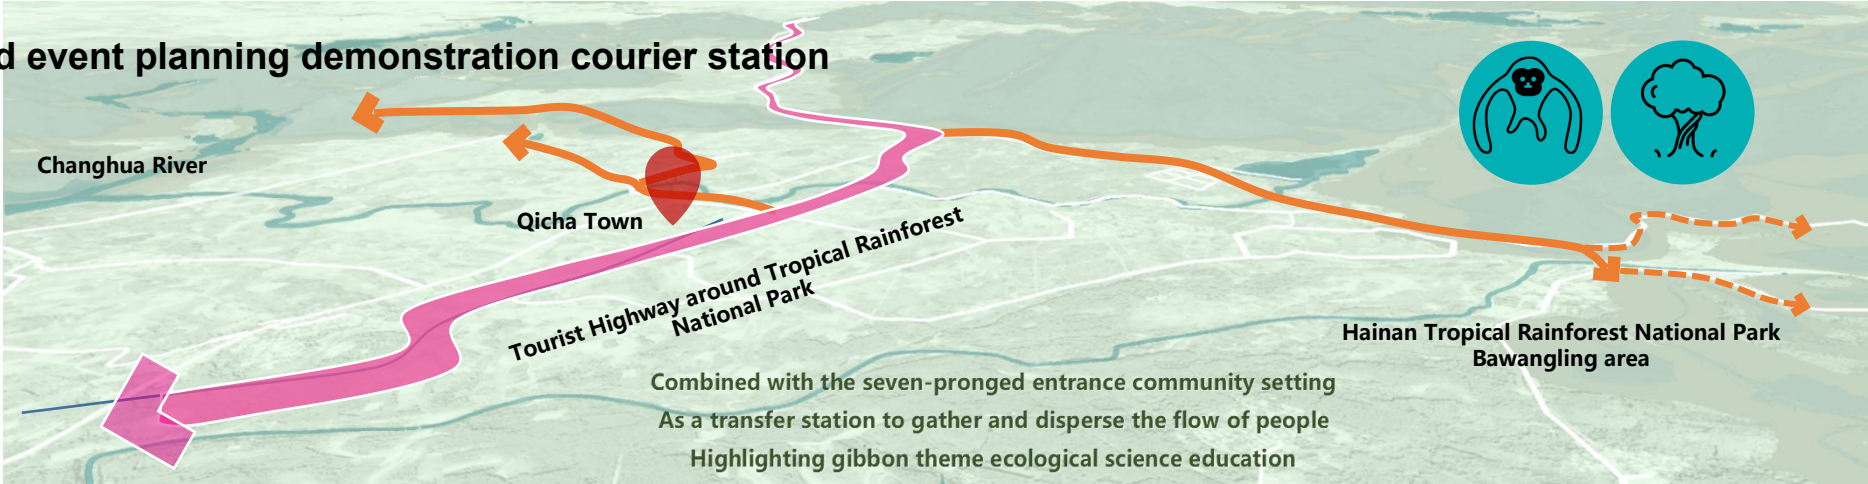 d event planning demonstration courier station
Changhua River
Qicha Town
Tourist Highway around Tropical Rainforest
National Park
Hainan Tropical Rainforest National Park
Bawangling area
Combined with the seven-pronged entrance community setting
As a transfer station to gather and disperse the flow of people
Highlighting gibbon theme ecological science education